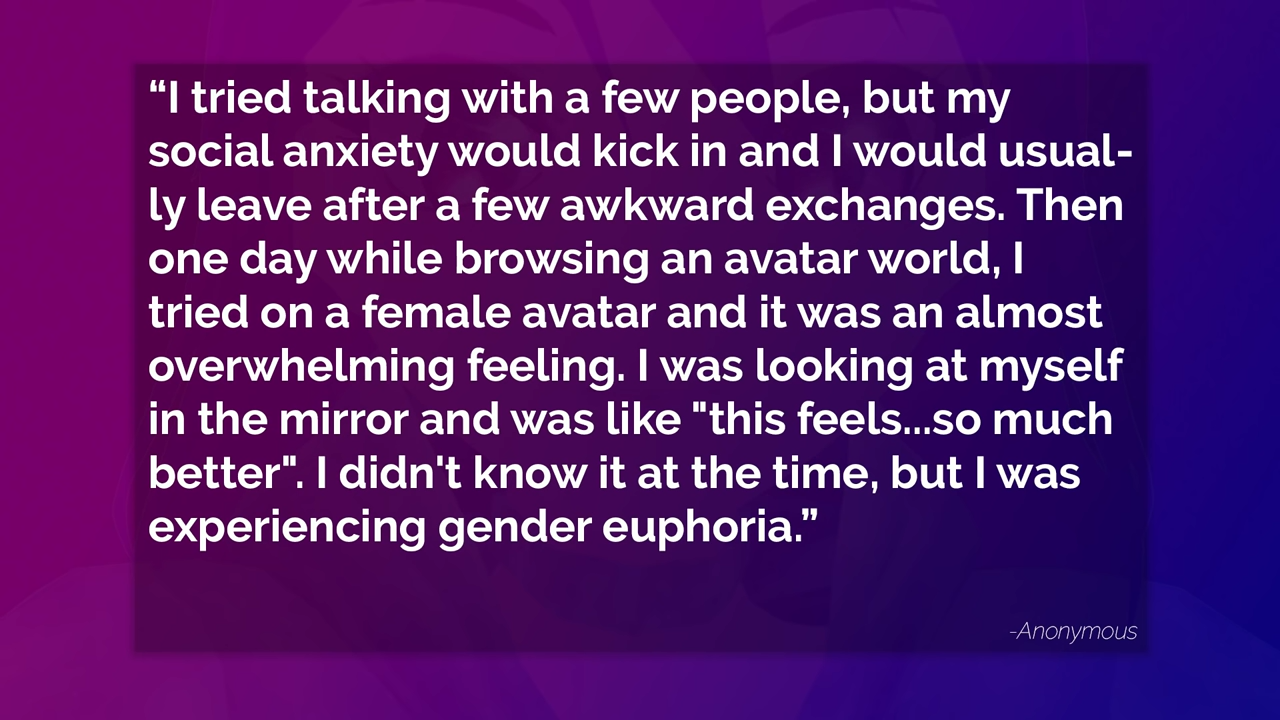 “I tried talking with a few people, but my
social anxiety would kick in and I would usual-
ly leave after a few awkward exchanges. Then
one day while browsing an avatar world, I
tried on a female avatar and it was an almost
overwhelming feeling. I was looking at myself
in the mirror and was like "this feels...so much
better". I didn't know it at the time, but I was
experiencing gender euphoria.”
-Anonymous